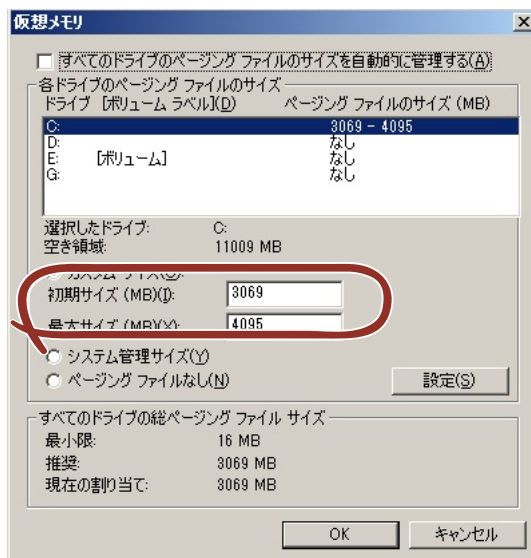 仮想メモリ
すべてのドライブのページング ファイルのサイズを自動的に管理する(A)
各ドライブのページング ファイルのサイズ
ドライブ [ボリューム ラベル](D) ページング ファイルのサイズ (MB)
C: 3069 - 4095
D: なし
E: [ボリューム] なし
G: なし
選択したドライブ: C:
空き領域: 11009 MB
カスタム サイズ(C):
初期サイズ (MB)(I): 3069
最大サイズ (MB)(X): 4095
システム管理サイズ(Y)
ページング ファイルなし(N) 設定(S)
すべてのドライブの総ページング ファイル サイズ
最小限: 16 MB
推奨: 3069 MB
現在の割り当て: 3069 MB
OK キャンセル